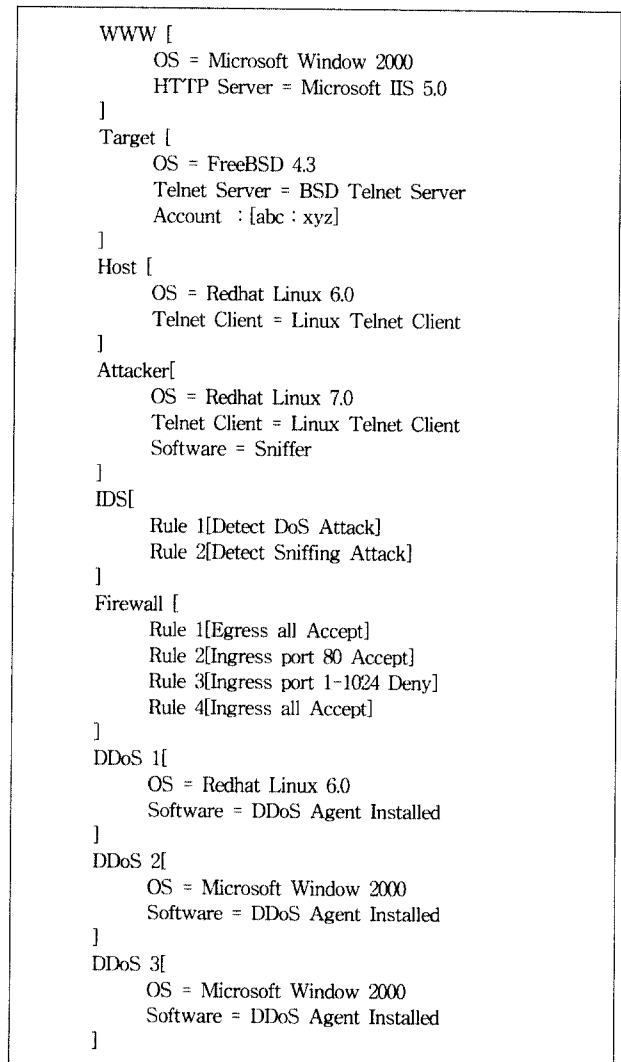 WWW [
OS = Microsoft Window 2000
HTTP Server = Microsoft IIS 5.0
]
Target [
OS = FreeBSD 4.3
Telnet Server = BSD Telnet Server
Account : [abc : xyz]
]
Host [
OS = Redhat Linux 6.0
Telnet Client = Linux Telnet Client
]
Attacker[
OS = Redhat Linux 7.0
Telnet Client = Linux Telnet Client
Software = Sniffer
]
IDS[
Rule 1[Detect DoS Attack]
Rule 2[Detect Sniffing Attack]
]
Firewall [
Rule 1[Egress all Accept]
Rule 2[Ingress port 80 Accept]
Rule 3[Ingress port 1-1024 Deny]
Rule 4[Ingress all Accept]
]
DDoS 1[
OS = Redhat Linux 6.0
Software = DDoS Agent Installed
]
DDoS 2[
OS = Microsoft Window 2000
Software = DDoS Agent Installed
]
DDoS 3[
OS = Microsoft Window 2000
Software = DDoS Agent Installed
]